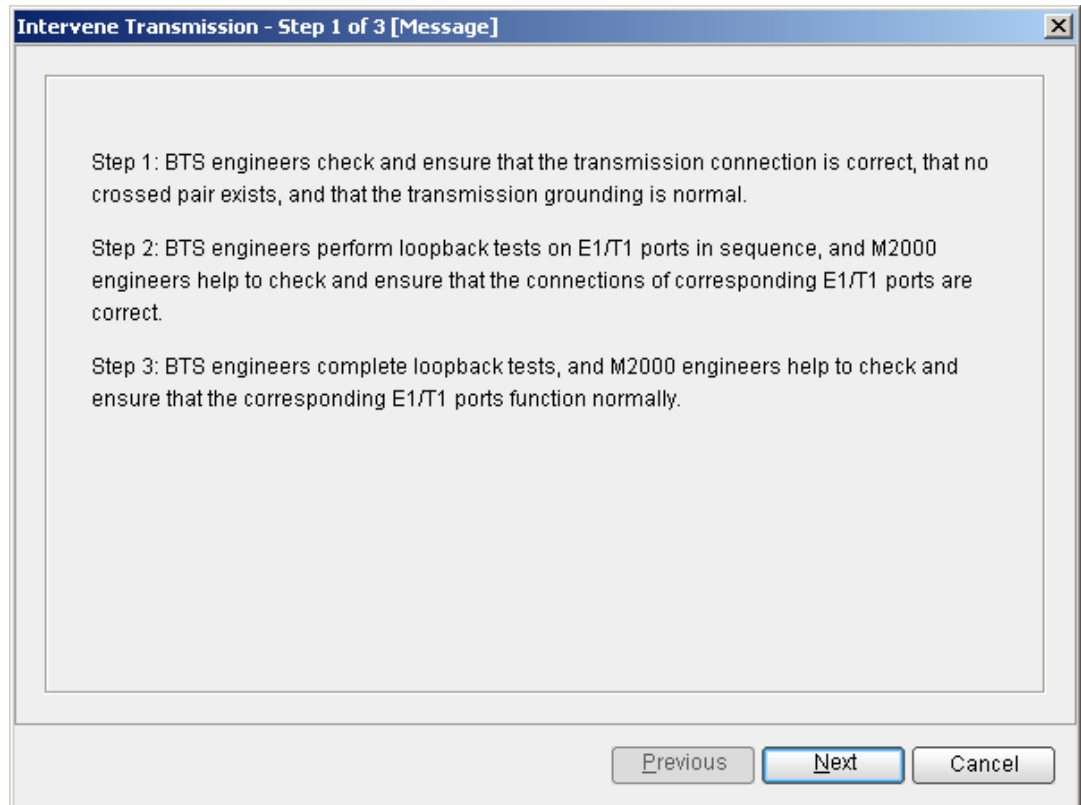 Intervene Transmission - Step 1 of 3 [Message]
Step 1: BTS engineers check and ensure that the transmission connection is correct, that no
crossed pair exists, and that the transmission grounding is normal.
Step 2: BTS engineers perform loopback tests on E1/T1 ports in sequence, and M2000
engineers help to check and ensure that the connections of corresponding E1/T1 ports are
correct.
Step 3: BTS engineers complete loopback tests, and M2000 engineers help to check and
ensure that the corresponding E1/T1 ports function normally.
Previous Next Cancel